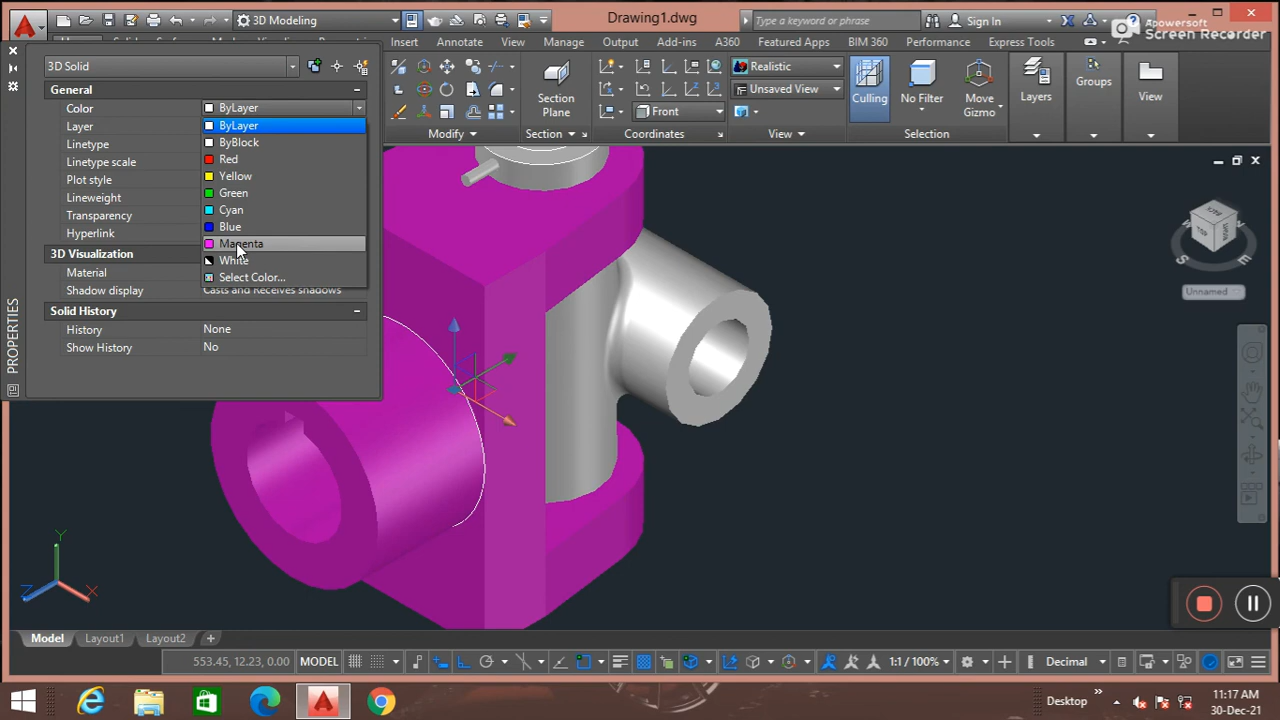 3D Modeling
Drawing1.dwg
Type a keyword or phrase
Sign In
Apowersoft
Screen Recorder
Insert Annotate View Manage Output Add-ins A360 Featured Apps BIM 360 Performance Express Tools
3D Solid
General
Color ByLayer
Layer ByLayer
Linetype ByBlock
Linetype scale Red
Plot style Yellow
Lineweight Green
Transparency Cyan
Hyperlink Blue
Magenta
3D Visualization White
Material Select Color...
Shadow display Casts and Receives shadows
Solid History
History None
Show History No
PROPERTIES
Modify
Section
Plane
Section
Front
Coordinates
Realistic
Unsaved View
View
Culling
No Filter
Move
Gizmo
Selection
Layers
Groups
View
S
Unnamed
Y
Z
X
Model Layout1 Layout2 +
553.45, 12.23, 0.00 MODEL 1:1 / 100% Decimal
Desktop
11:17 AM
30-Dec-21